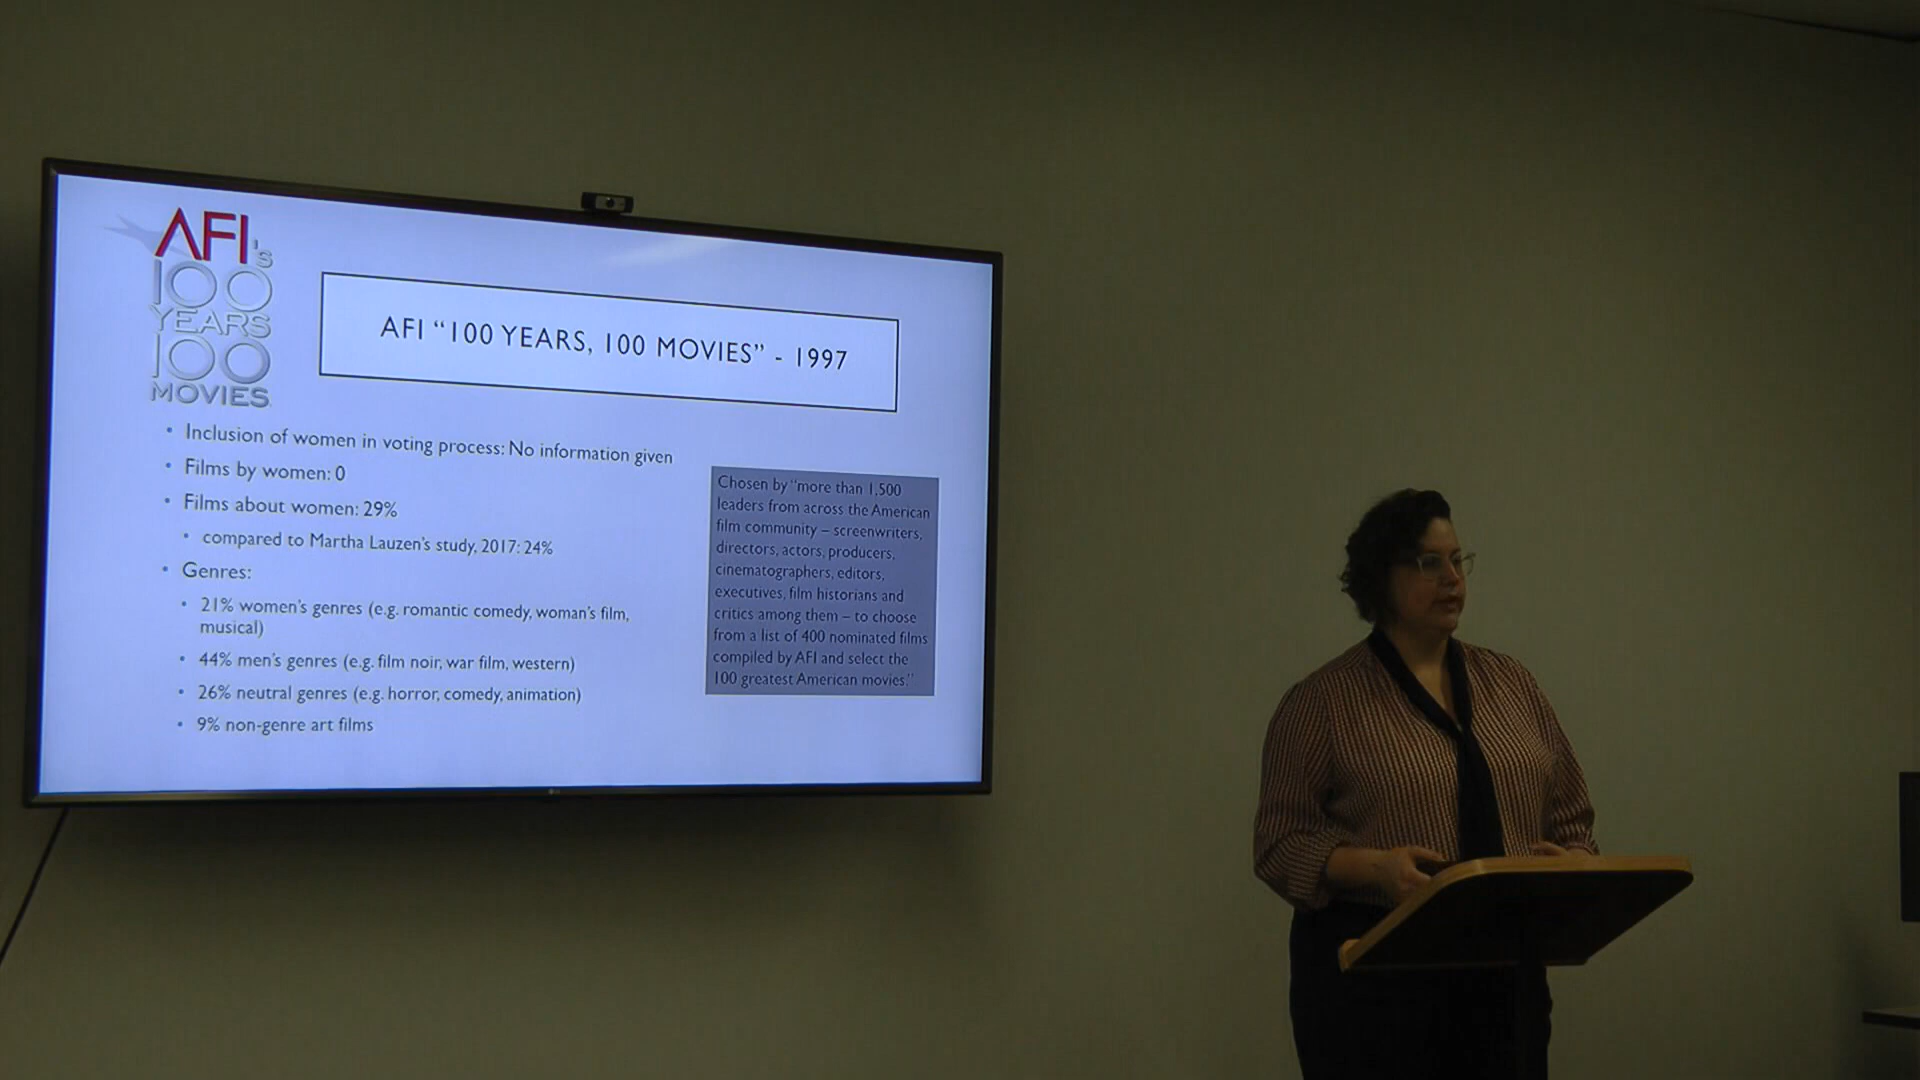 AFI's
100
YEARS
100
MOVIES
AFI “100 YEARS, 100 MOVIES” - 1997
• Inclusion of women in voting process: No information given
• Films by women: 0
• Films about women: 29%
• compared to Martha Lauzen's study, 2017: 24%
• Genres:
• 21% women's genres (e.g. romantic comedy, woman's film,
musical)
• 44% men's genres (e.g. film noir, war film, western)
• 26% neutral genres (e.g. horror, comedy, animation)
• 9% non-genre art films
Chosen by “more than 1,500
leaders from across the American
film community – screenwriters,
directors, actors, producers,
cinematographers, editors,
executives, film historians and
critics among them – to choose
from a list of 400 nominated films
compiled by AFI and select the
100 greatest American movies.”